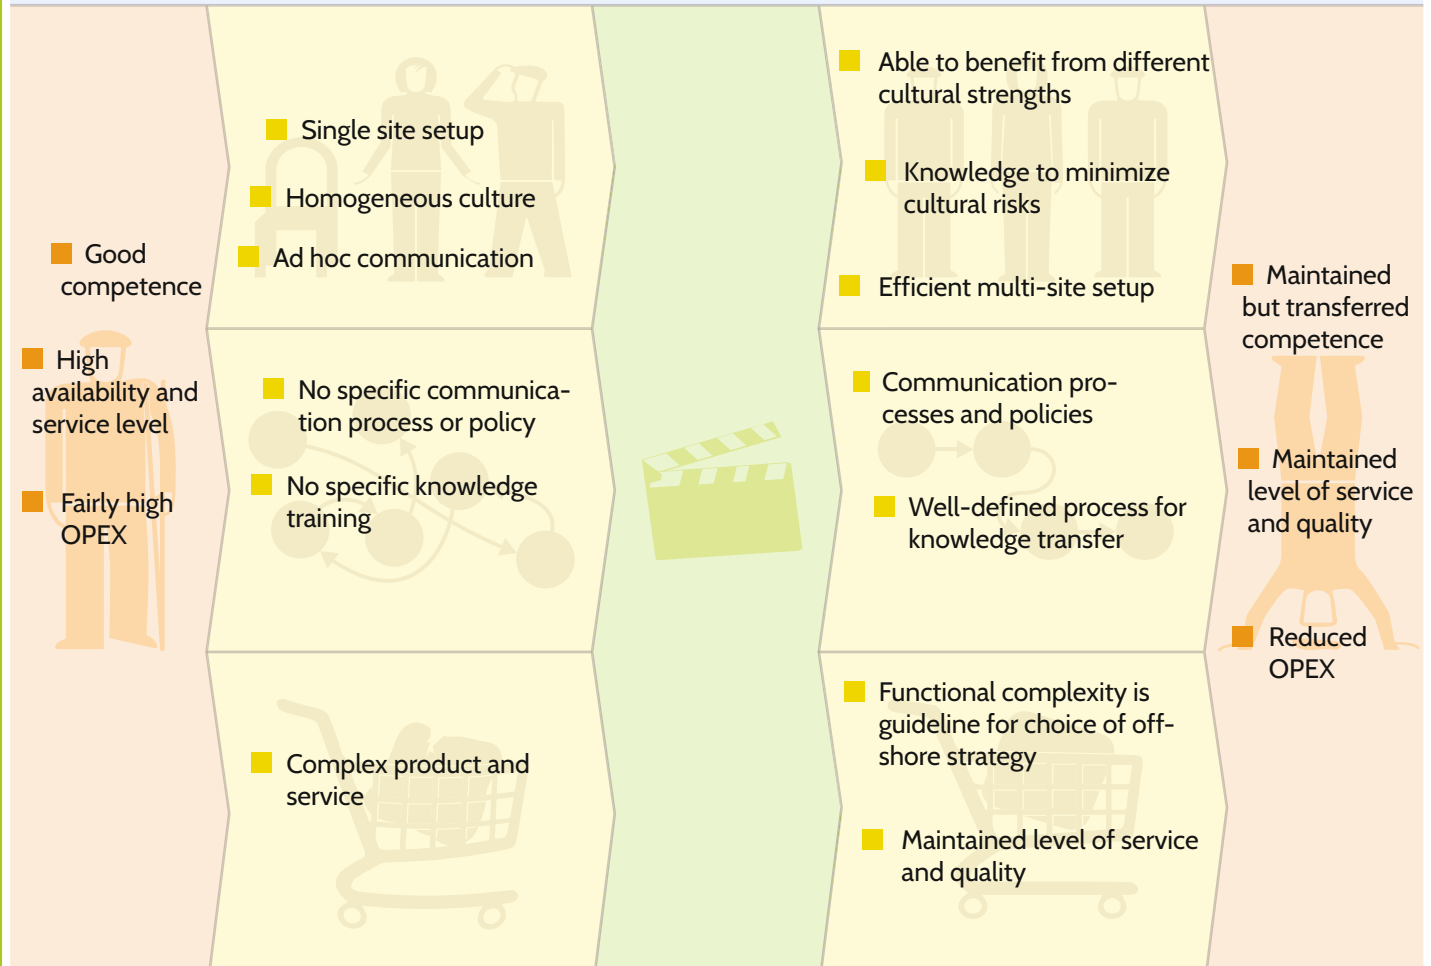 Good
competence
High
availability and
service level
Fairly high
OPEX
Single site setup
Homogeneous culture
Ad hoc communication
No specific communica-
tion process or policy
No specific knowledge
training
Complex product and
service
Able to benefit from different
cultural strengths
Knowledge to minimize
cultural risks
Efficient multi-site setup
Communication pro-
cesses and policies
Well-defined process for
knowledge transfer
Functional complexity is
guideline for choice of off-
shore strategy
Maintained level of service
and quality
Maintained
but transferred
competence
Maintained
level of service
and quality
Reduced
OPEX